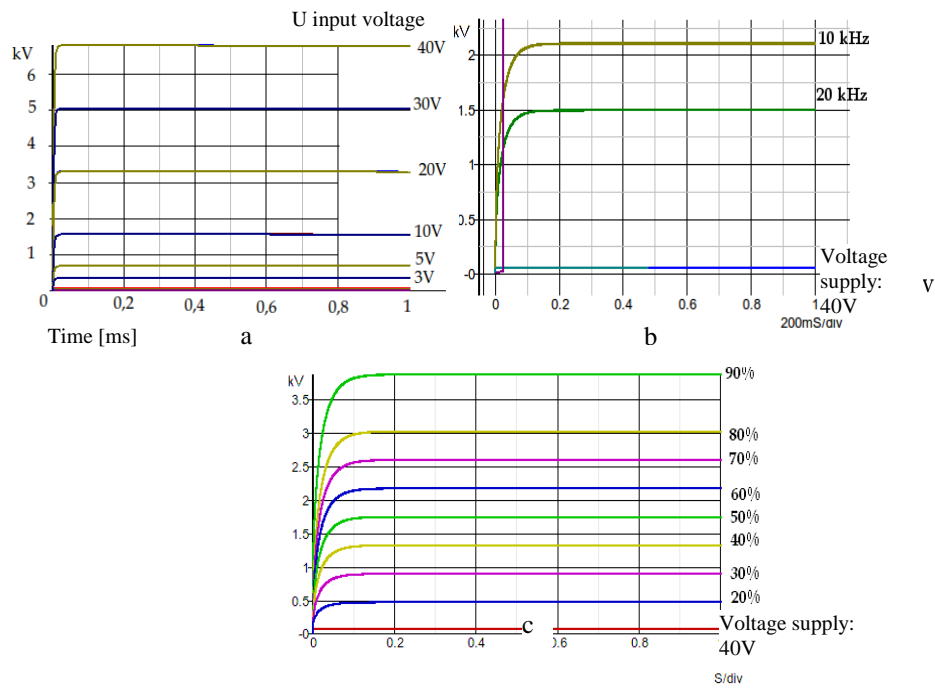 U input voltage
kV
6
5
4
3
2
1
0
0,2
0,4
0,6
0,8
1
40V
30V
20V
10V
5V
3V
Time [ms]
a
kV
2
1.5
1
0.5
-0
0
0.2
0.4
0.6
0.8
10 kHz
20 kHz
Voltage
supply:
40V
V
200mS/div
b
kV
3.5
3
2.5
2
1.5
1
0.5
-0
0
0.2
0.4
0.8
90%
80%
70%
60%
50%
40%
30%
20%
c
Voltage supply:
40V
S/div